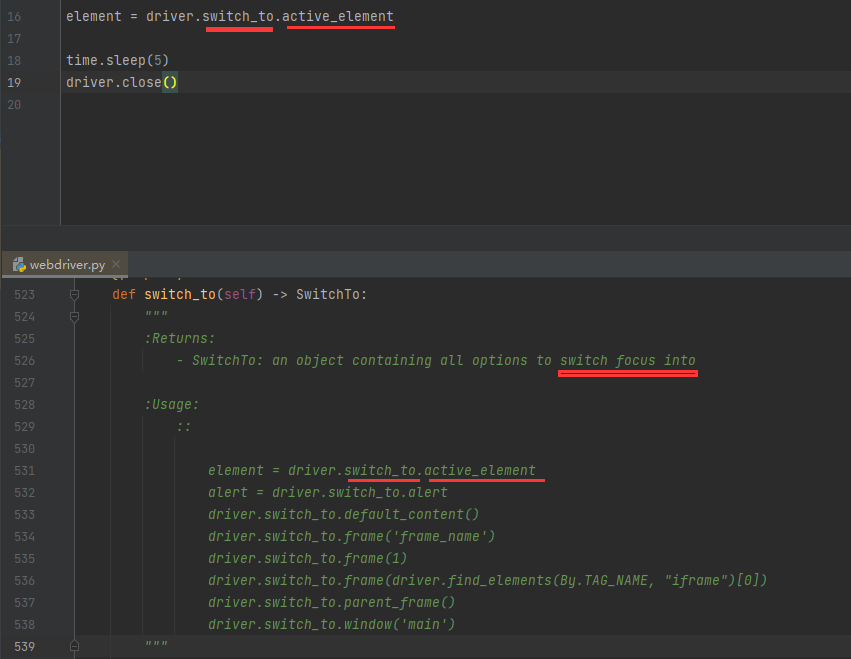 16 element = driver.switch_to.active_element
17
18 time.sleep(5)
19 driver.close()
20
webdriver.py
523 def switch_to(self) -> SwitchTo:
524 """
525 :Returns:
526 - SwitchTo: an object containing all options to switch focus into
527
528 :Usage:
529 ::
530
531 element = driver.switch_to.active_element
532 alert = driver.switch_to.alert
533 driver.switch_to.default_content()
534 driver.switch_to.frame('frame_name')
535 driver.switch_to.frame(1)
536 driver.switch_to.frame(driver.find_elements(By.TAG_NAME, "iframe")[0])
537 driver.switch_to.parent_frame()
538 driver.switch_to.window('main')
539 """